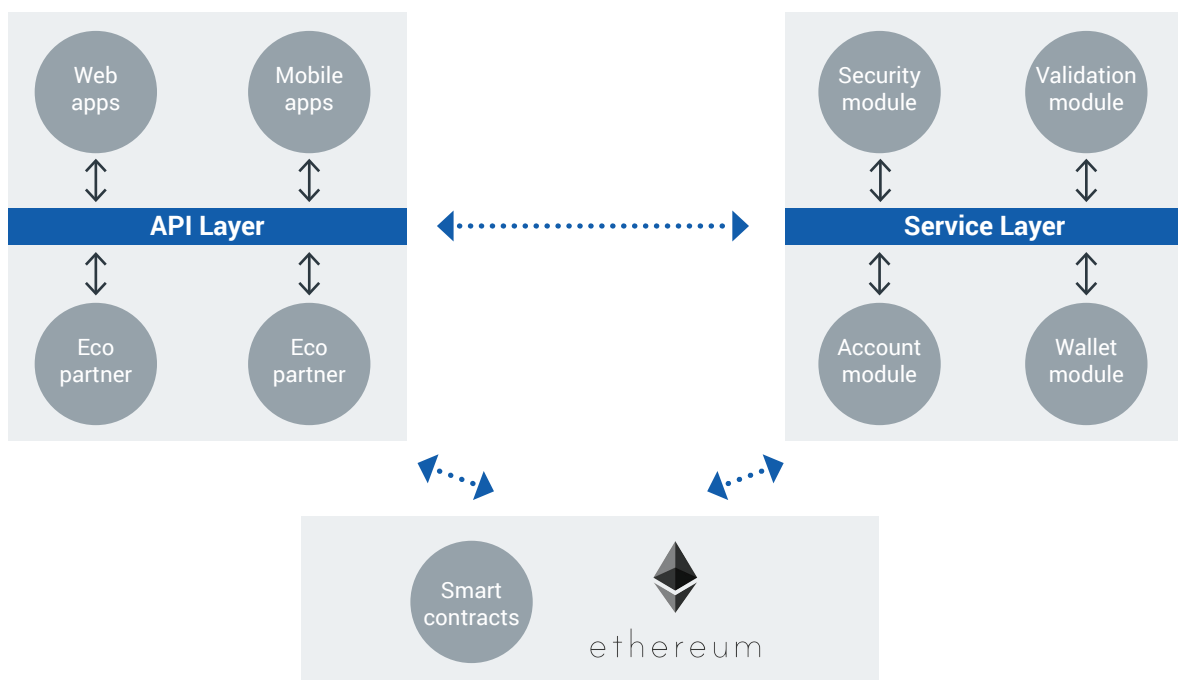 Web
apps
Mobile
apps
API Layer
Eco
partner
Eco
partner
Security
module
Validation
module
Service Layer
Account
module
Wallet
module
Smart
contracts
ethereum